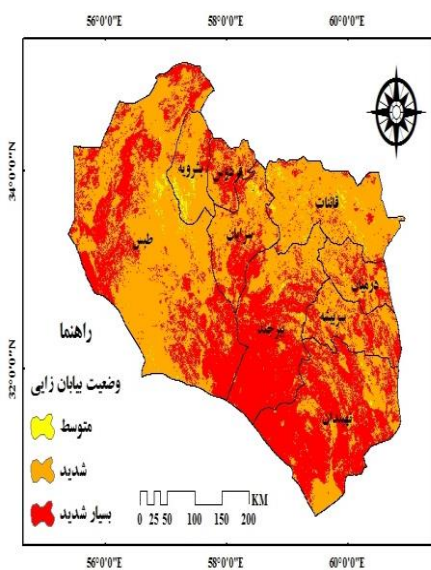 56°0'0"E 58°0'0"E 60°0'0"E
34°0'0"N
32°0'0"N
بشرویه
فردوس
قائنات
طبس
سرایان
درمیان
سربیشه
بیرجند
نهبندان
راهنما
وضعیت بیابان زایی
متوسط
شدید
بسیار شدید
KM
0 25 50 100 150 200
56°0'0"E 58°0'0"E 60°0'0"E